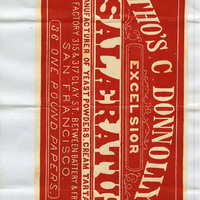 THO'S C DONNOLLY
EXCELSIOR
SALERATUS
MANUFACTURER OF YEAST POWDERS, CREAM TARTAR
FACTORY 315 & 317 CLAY ST. BETWEEN BATTERY & FR
SAN FRANCISCO
36 ONE POUND PAPERS